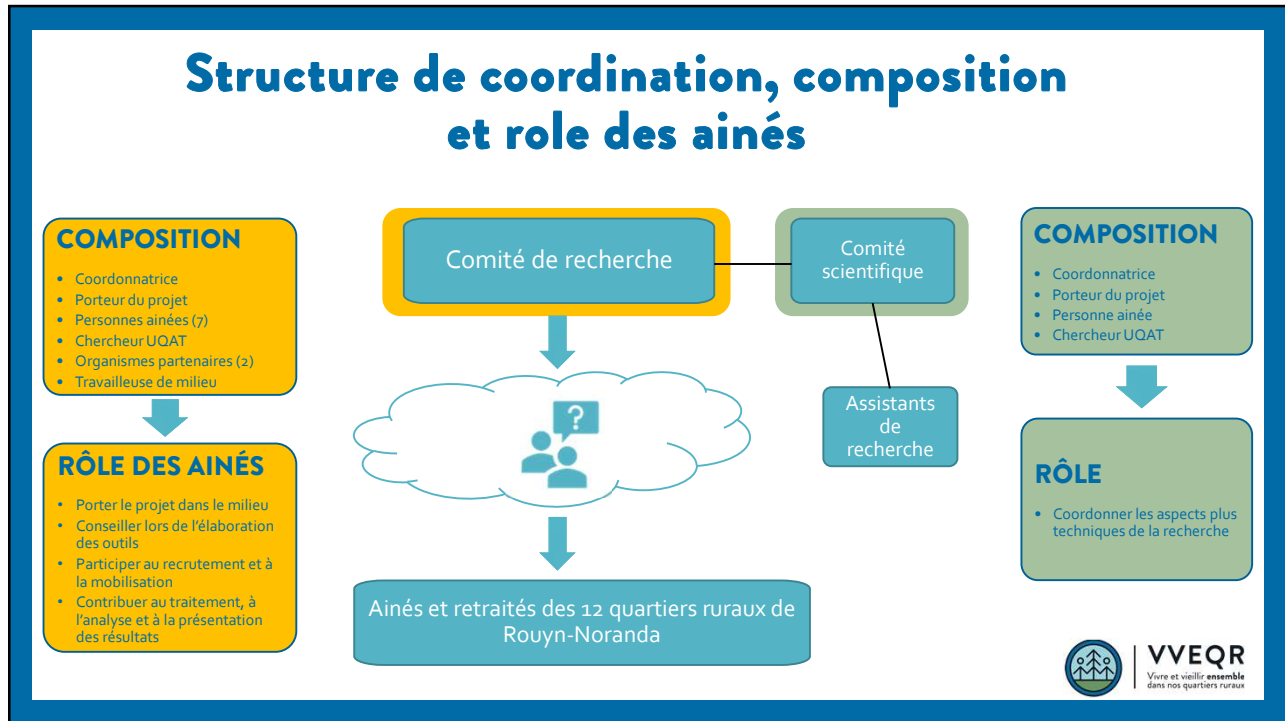 Structure de coordination, composition
et role des ainés
COMPOSITION
• Coordonnatrice
• Porteur du projet
• Personnes ainées (7)
• Chercheur UQAT
• Organismes partenaires (2)
• Travailleuse de milieu
RÔLE DES AINÉS
• Porter le projet dans le milieu
• Conseiller lors de l'élaboration
des outils
• Participer au recrutement et à
la mobilisation
• Contribuer au traitement, à
l'analyse et à la présentation
des résultats
Comité de recherche
?
Ainés et retraités des 12 quartiers ruraux de
Rouyn-Noranda
Comité
scientifique
Assistants
de
recherche
COMPOSITION
• Coordonnatrice
• Porteur du projet
• Personne ainée
• Chercheur UQAT
RÔLE
• Coordonner les aspects plus
techniques de la recherche
VVEQR
Vivre et vieillir ensemble
dans nos quartiers ruraux